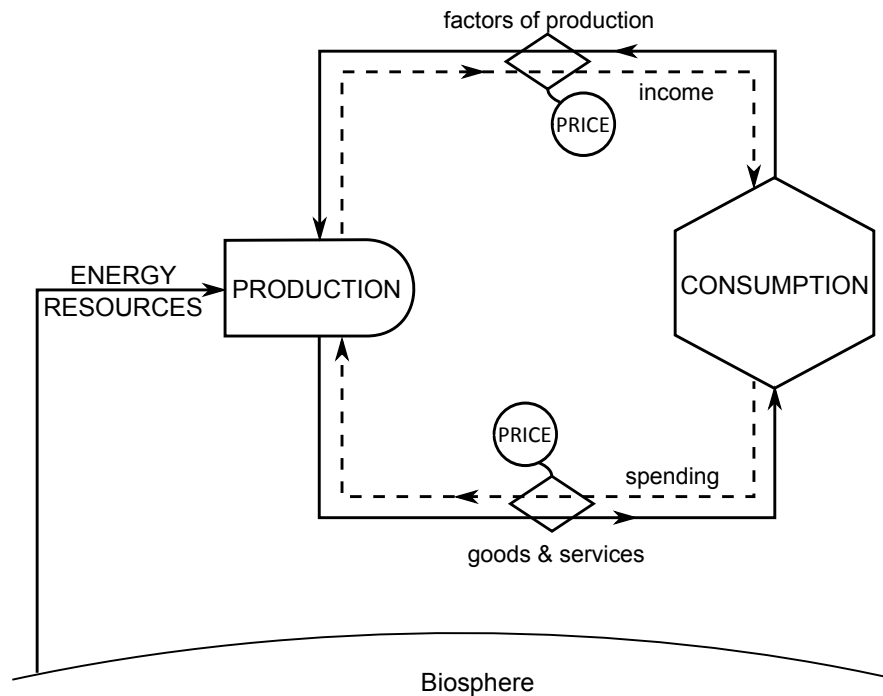 factors of production
income
PRICE
ENERGY
RESOURCES
PRODUCTION
CONSUMPTION
PRICE
spending
goods & services
Biosphere